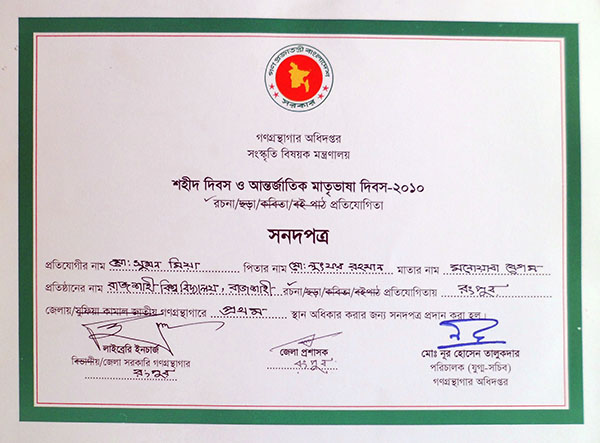 গণপ্রজাতন্ত্রী বাংলাদেশ
সরকার
গণগ্রন্থাগার অধিদপ্তর
সংস্কৃতি বিষয়ক মন্ত্রণালয়
শহীদ দিবস ও আন্তর্জাতিক মাতৃভাষা দিবস-২০১০
রচনা/ছড়া/কবিতা/বই পাঠ প্রতিযোগিতা
সনদপত্র
প্রতিযোগীর নাম মো: সুমন মিয়া পিতার নাম মো: রহমান মাতার নাম মনোয়ারা বেগম
প্রতিষ্ঠানের নাম রাজশাহী বিশ্ববিদ্যালয়, রাজশাহী রচনা/ছড়া/কবিতা/বইপাঠ প্রতিযোগিতায় রংপুর
জেলায়/সুফিয়া কামাল জাতীয় গণগ্রন্থাগারে প্রথম স্থান অধিকার করার জন্য সনদপত্র প্রদান করা হল।
লাইব্রেরি ইনচার্জ
বিভাগীয়/জেলা সরকারি গণগ্রন্থাগার
রংপুর
জেলা প্রশাসক
রংপুর
মোঃ নূর হোসেন তালুকদার
পরিচালক (যুগ্ম-সচিব)
গণগ্রন্থাগার অধিদপ্তর